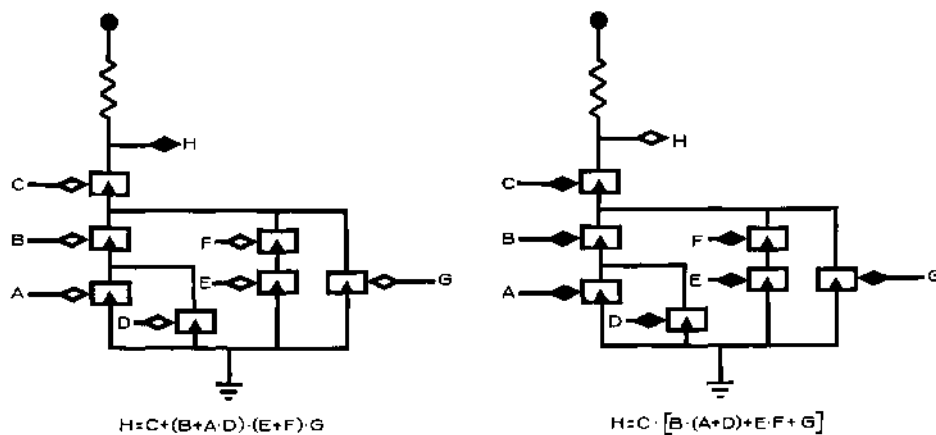 H
C
B
F
A
E
G
D
H=C+(B+A·D)·(E+F)·G
H
C
B
F
A
E
G
D
H=C·[B·(A+D)+E·F+G]